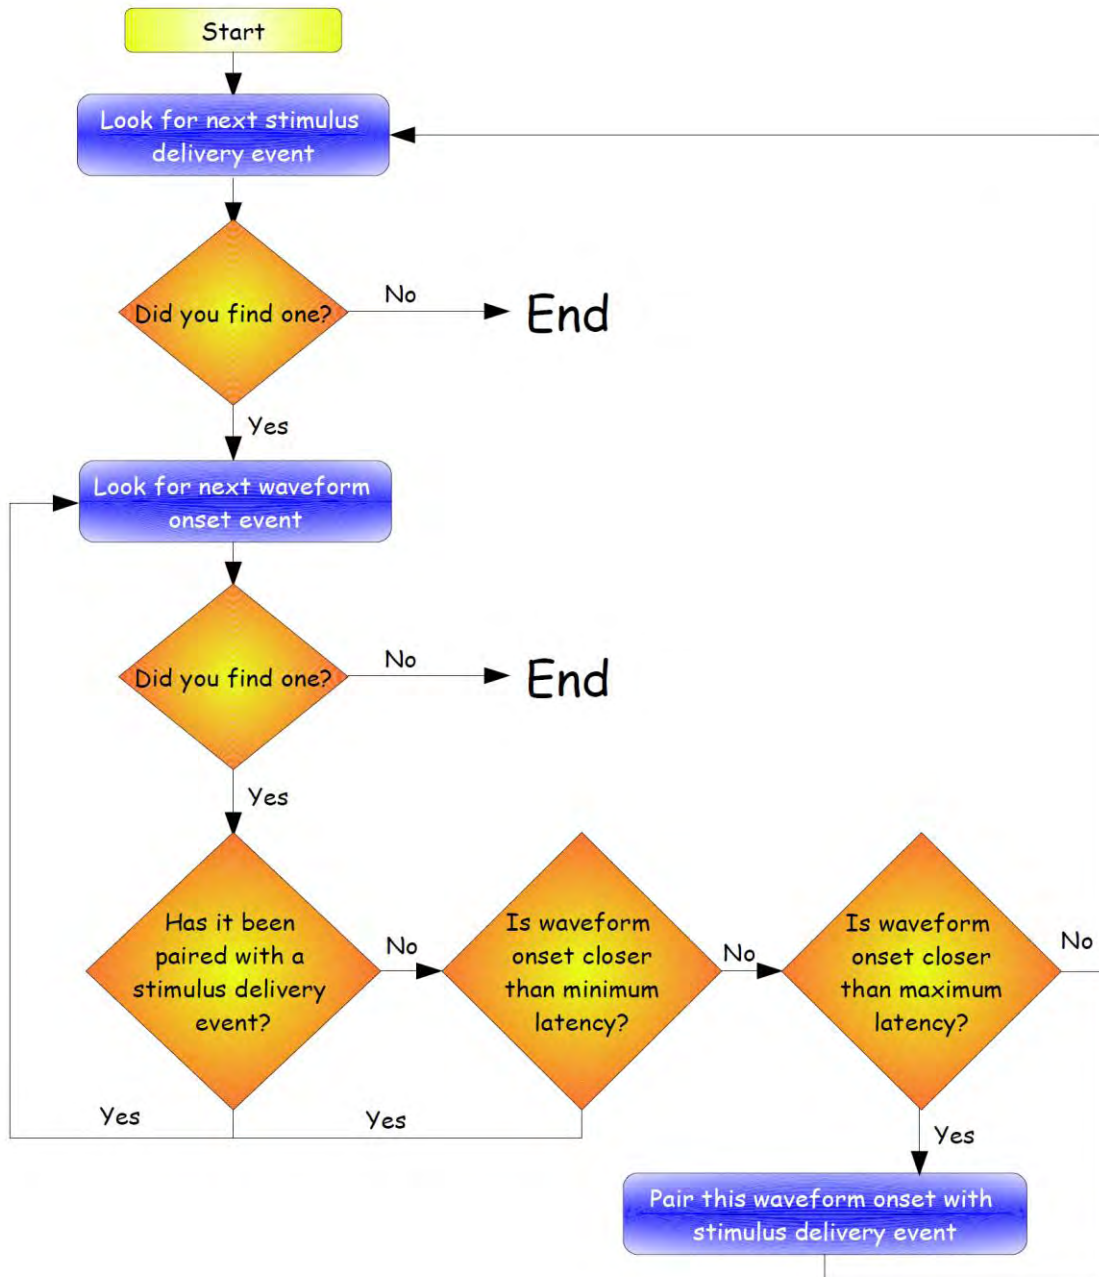 Start
Look for next stimulus
delivery event
Did you find one?
No
End
Yes
Look for next waveform
onset event
Did you find one?
No
End
Yes
Has it been
paired with a
stimulus delivery
event?
No
Is waveform
onset closer
than minimum
latency?
No
Is waveform
onset closer
than maximum
latency?
No
Yes
Yes
Yes
Pair this waveform onset with
stimulus delivery event